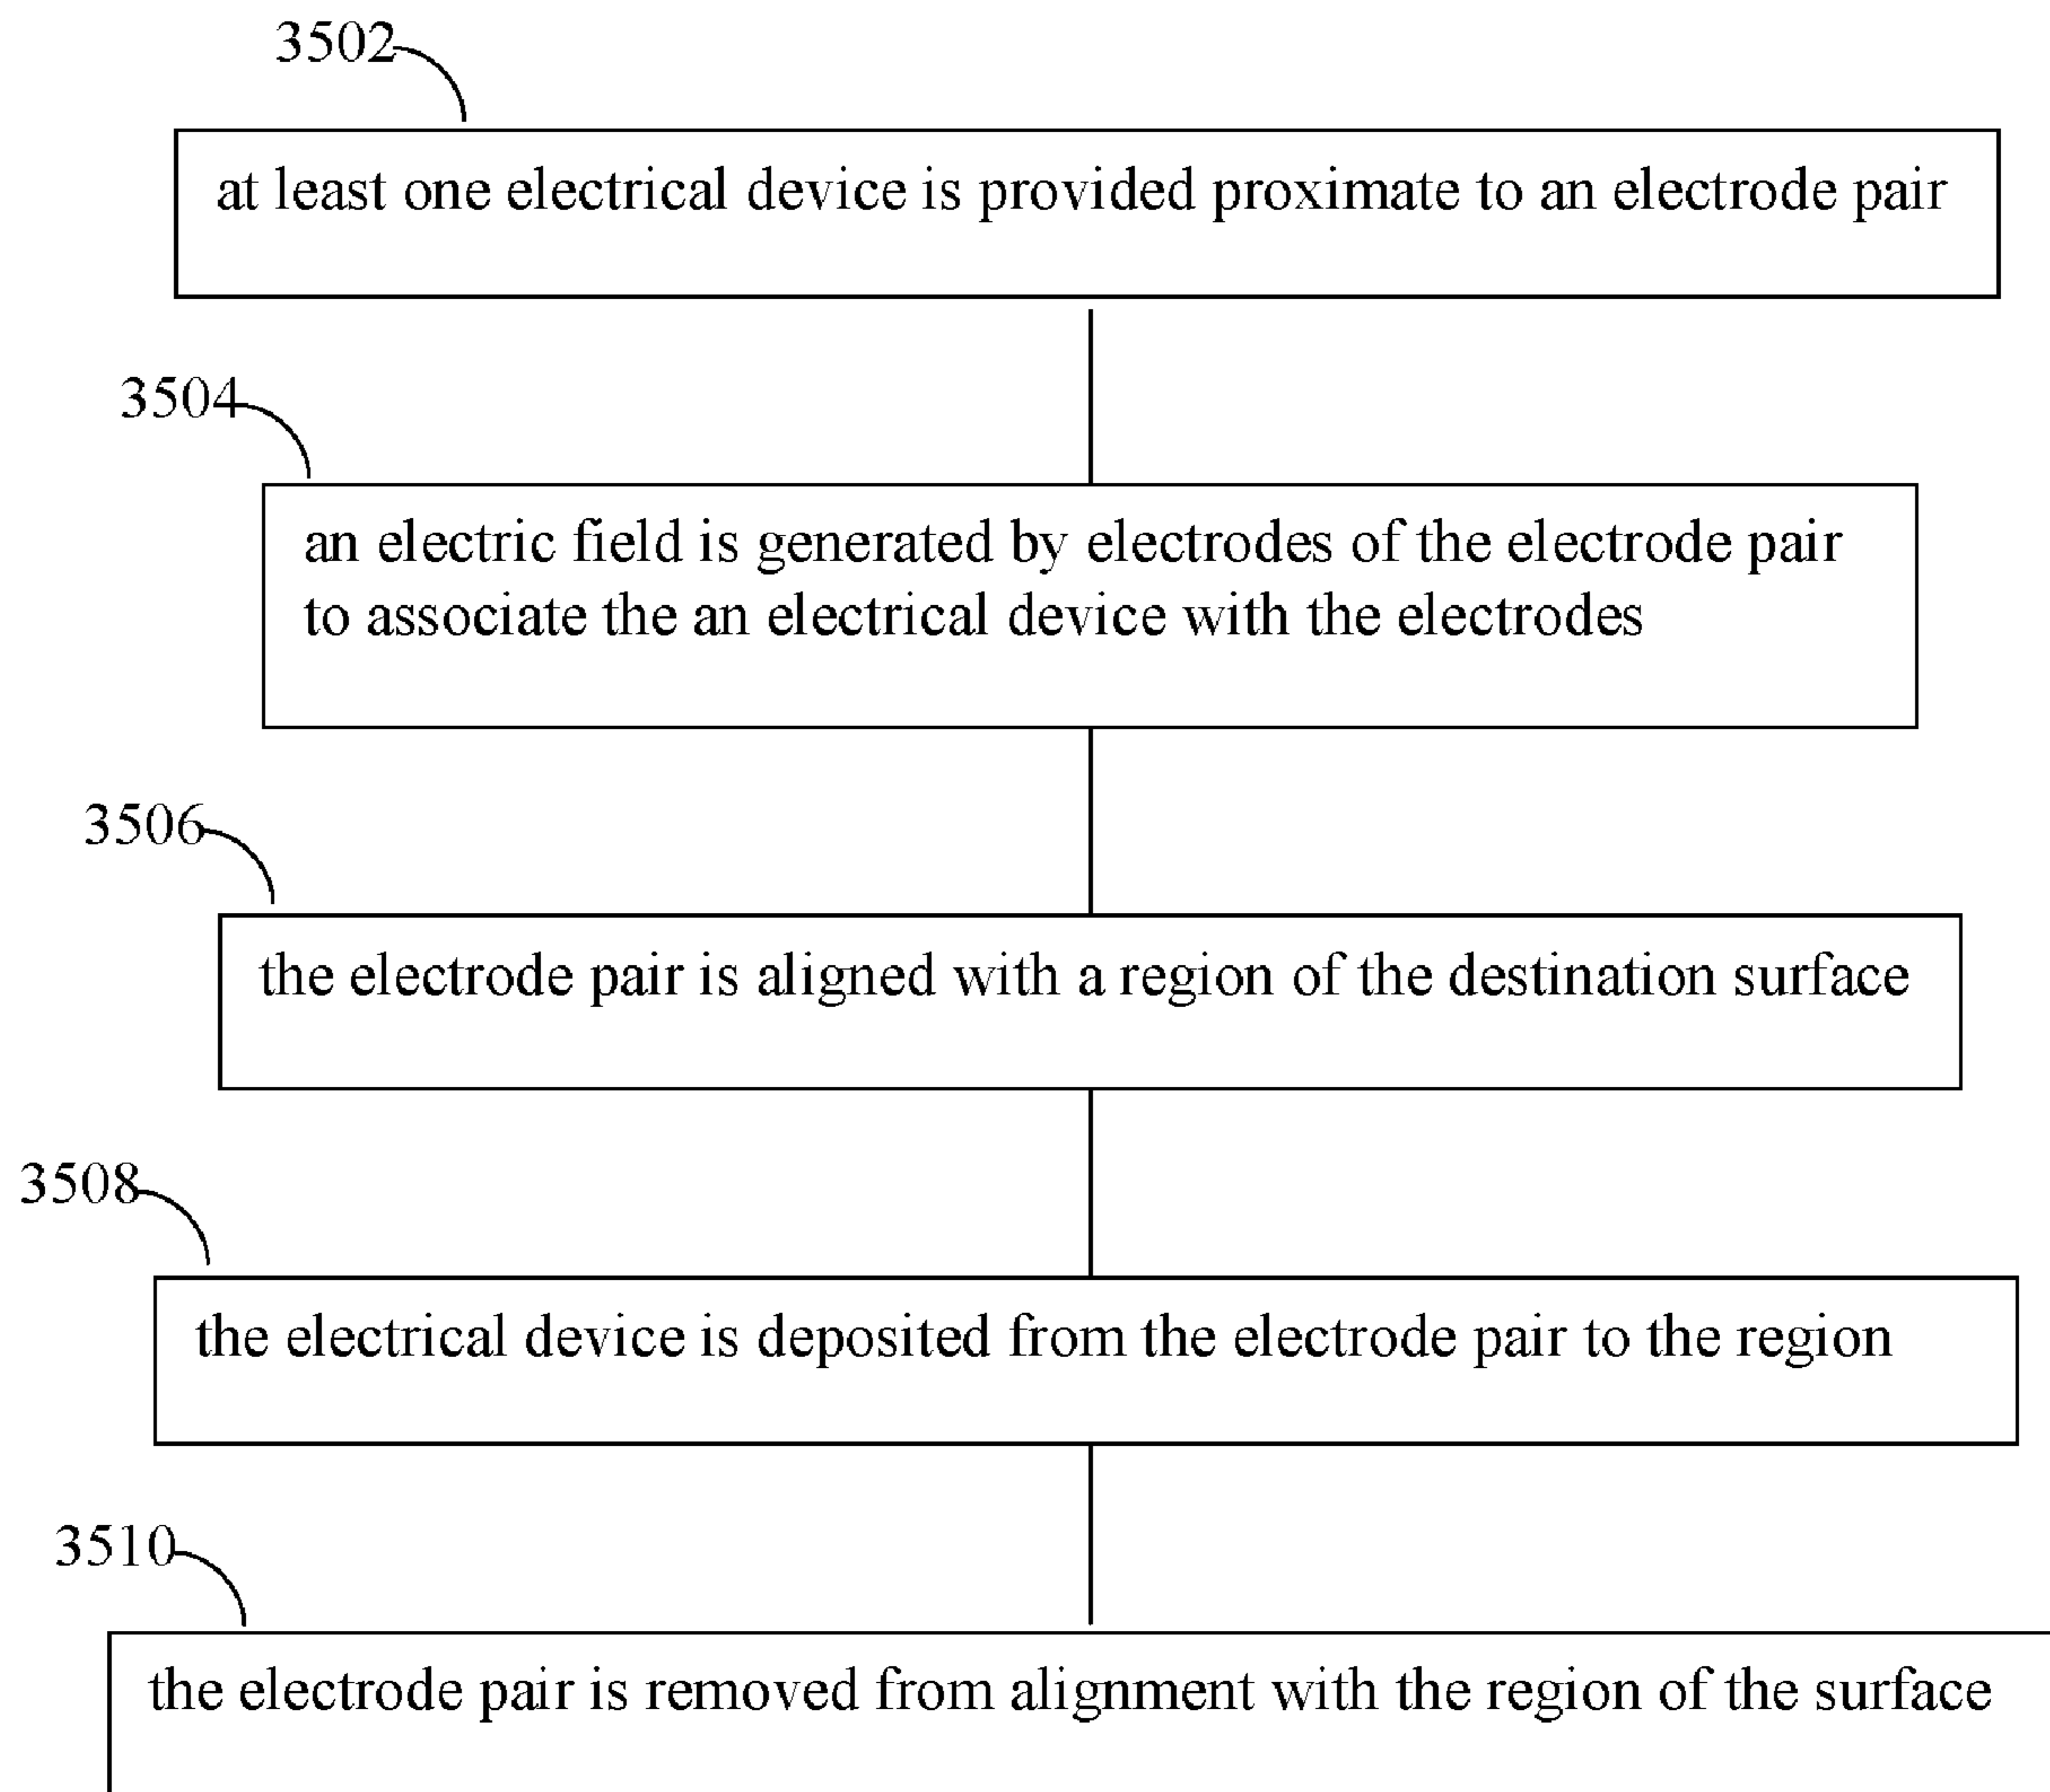 3502
at least one electrical device is provided proximate to an electrode pair
3504
an electric field is generated by electrodes of the electrode pair
to associate the an electrical device with the electrodes
3506
the electrode pair is aligned with a region of the destination surface
3508
the electrical device is deposited from the electrode pair to the region
3510
the electrode pair is removed from alignment with the region of the surface